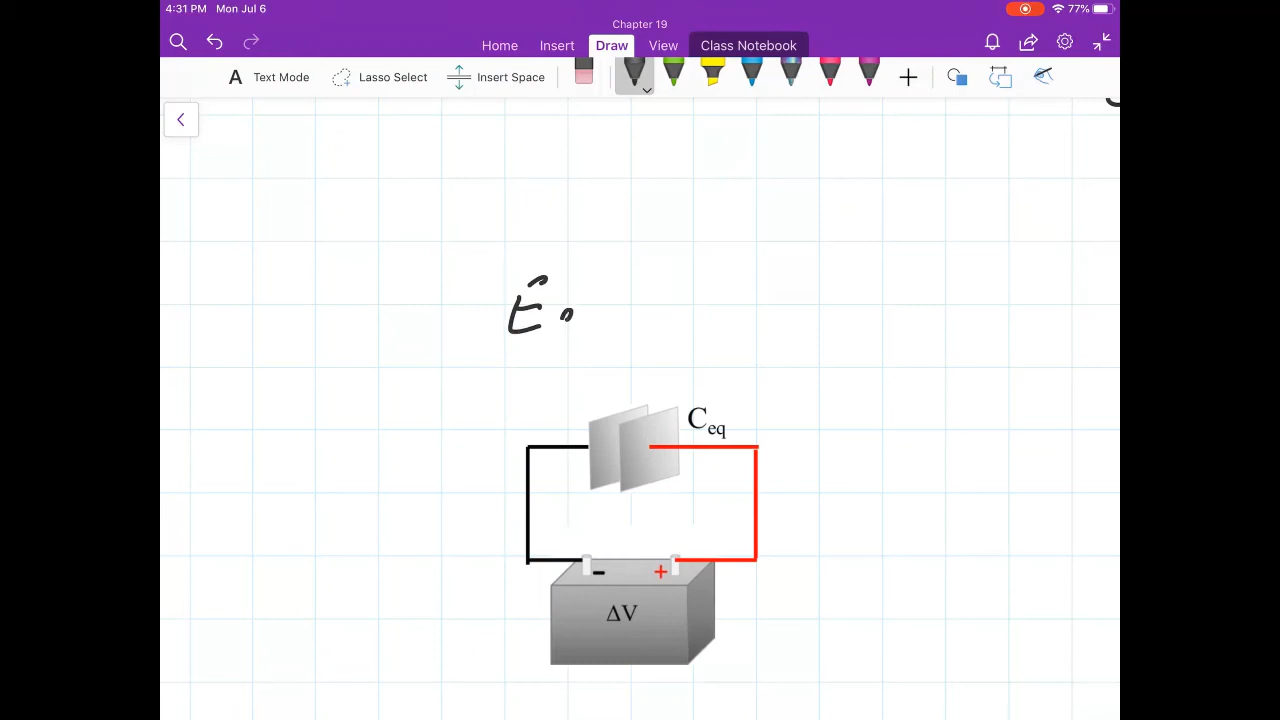 4:31 PM Mon Jul 6
77%
Chapter 19
Home Insert Draw View Class Notebook
A Text Mode Lasso Select Insert Space
C_eq
- +
ΔV